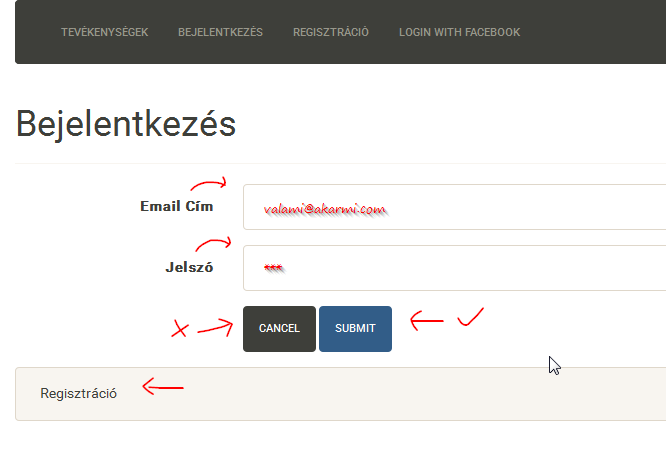 TEVÉKENYSÉGEK BEJELENTKEZÉS REGISZTRÁCIÓ LOGIN WITH FACEBOOK
Bejelentkezés
Email Cím valami@akarmi.com
Jelszó ***
CANCEL SUBMIT
Regisztráció